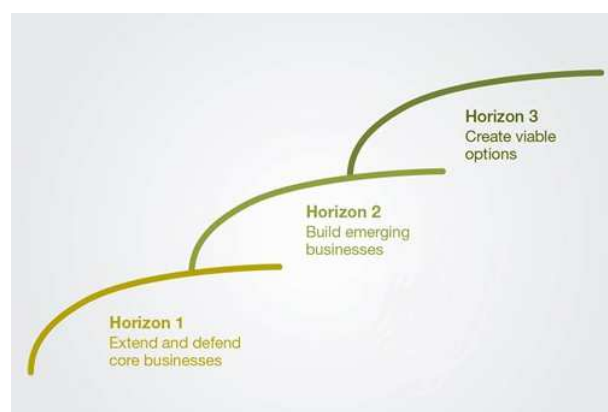 Horizon 3
Create viable
options
Horizon 2
Build emerging
businesses
Horizon 1
Extend and defend
core businesses